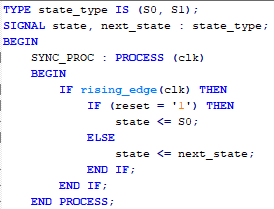 TYPE state_type IS (S0, S1);
SIGNAL state, next_state : state_type;
BEGIN
SYNC_PROC : PROCESS (clk)
BEGIN
IF rising_edge(clk) THEN
IF (reset = '1') THEN
state <= S0;
ELSE
state <= next_state;
END IF;
END IF;
END PROCESS;